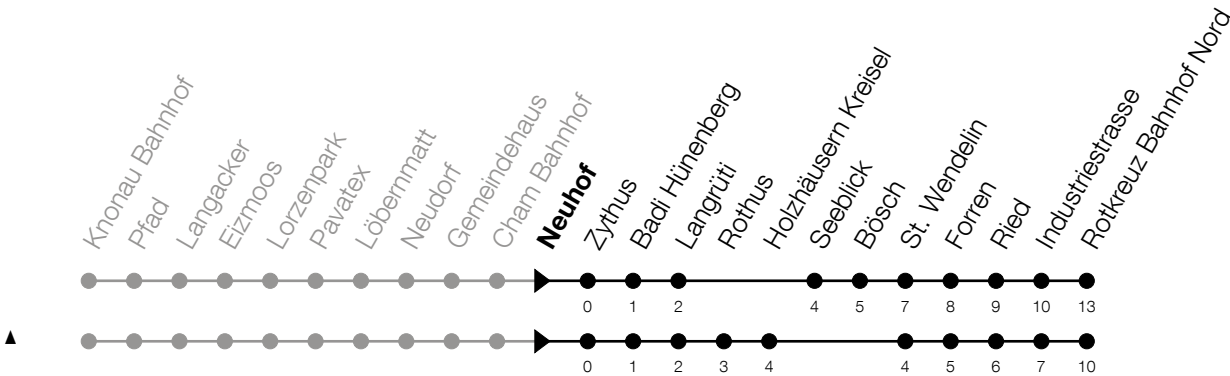 Knonau Bahnhof
Pfad
Langacker
Eizmoos
Lorzenpark
Pavatex
Löbernmatt
Neudorf
Gemeindehaus
Cham Bahnhof
Neuhof
Zythus
Badi Hünenberg
Langrüti
Rothus
Holzhäusern Kreisel
Seeblick
Bösch
St. Wendelin
Forren
Ried
Industriestrasse
Rotkreuz Bahnhof Nord
0 1 2 4 5 7 8 9 10 13
0 1 2 3 4 4 5 6 7 10